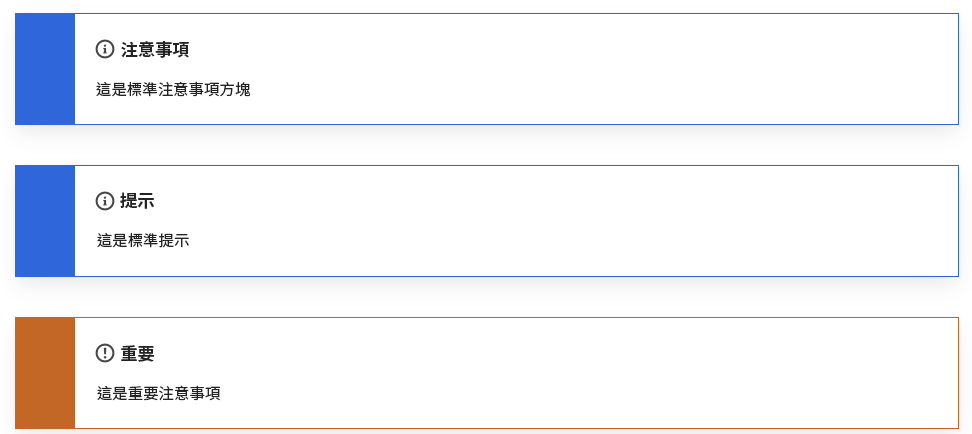 注意事項
這是標準注意事項方塊
提示
這是標準提示
重要
這是重要注意事項